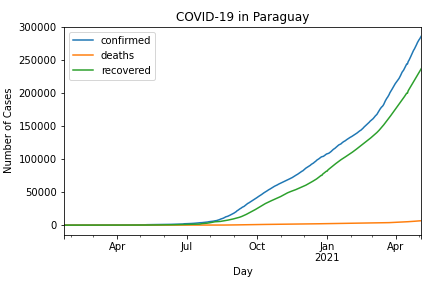 COVID-19 in Paraguay
confirmed
deaths
recovered
300000
250000
200000
150000
100000
50000
0
Number of Cases
Apr
Jul
Oct
Jan
2021
Apr
Day